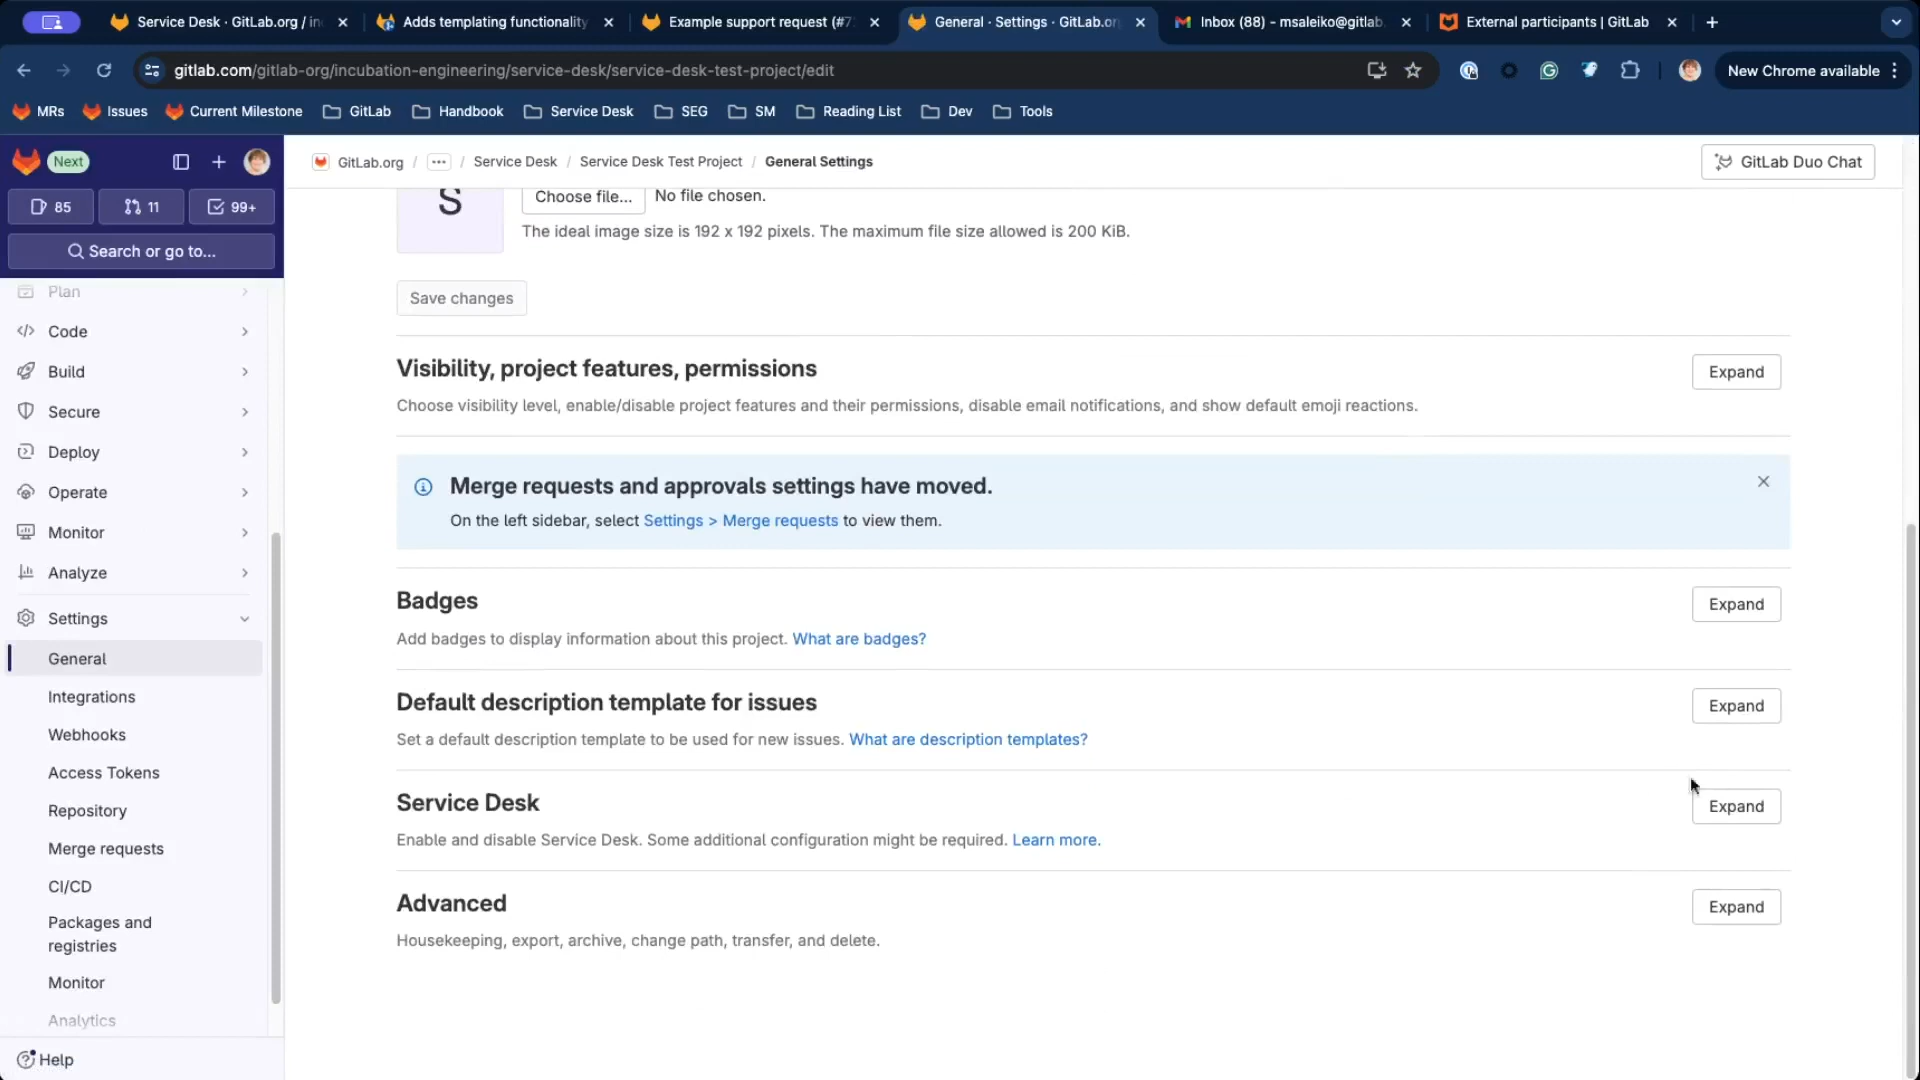 Service Desk · GitLab.org / in
Adds templating functionality
Example support request (#7
General · Settings · GitLab.or
Inbox (88) - msaleiko@gitlab.
External participants | GitLab
gitlab.com/gitlab-org/incubation-engineering/service-desk/service-desk-test-project/edit
New Chrome available
MRs
Issues
Current Milestone
GitLab
Handbook
Service Desk
SEG
SM
Reading List
Dev
Tools
Next
85
11
99+
Search or go to...
Plan
Code
Build
Secure
Deploy
Operate
Monitor
Analyze
Settings
General
Integrations
Webhooks
Access Tokens
Repository
Merge requests
CI/CD
Packages and
registries
Monitor
Analytics
Help
GitLab.org / ... / Service Desk / Service Desk Test Project / General Settings
GitLab Duo Chat
S
Choose file... No file chosen.
The ideal image size is 192 x 192 pixels. The maximum file size allowed is 200 KiB.
Save changes
Visibility, project features, permissions
Expand
Choose visibility level, enable/disable project features and their permissions, disable email notifications, and show default emoji reactions.
Merge requests and approvals settings have moved.
On the left sidebar, select Settings > Merge requests to view them.
Badges
Expand
Add badges to display information about this project. What are badges?
Default description template for issues
Expand
Set a default description template to be used for new issues. What are description templates?
Service Desk
Expand
Enable and disable Service Desk. Some additional configuration might be required. Learn more.
Advanced
Expand
Housekeeping, export, archive, change path, transfer, and delete.